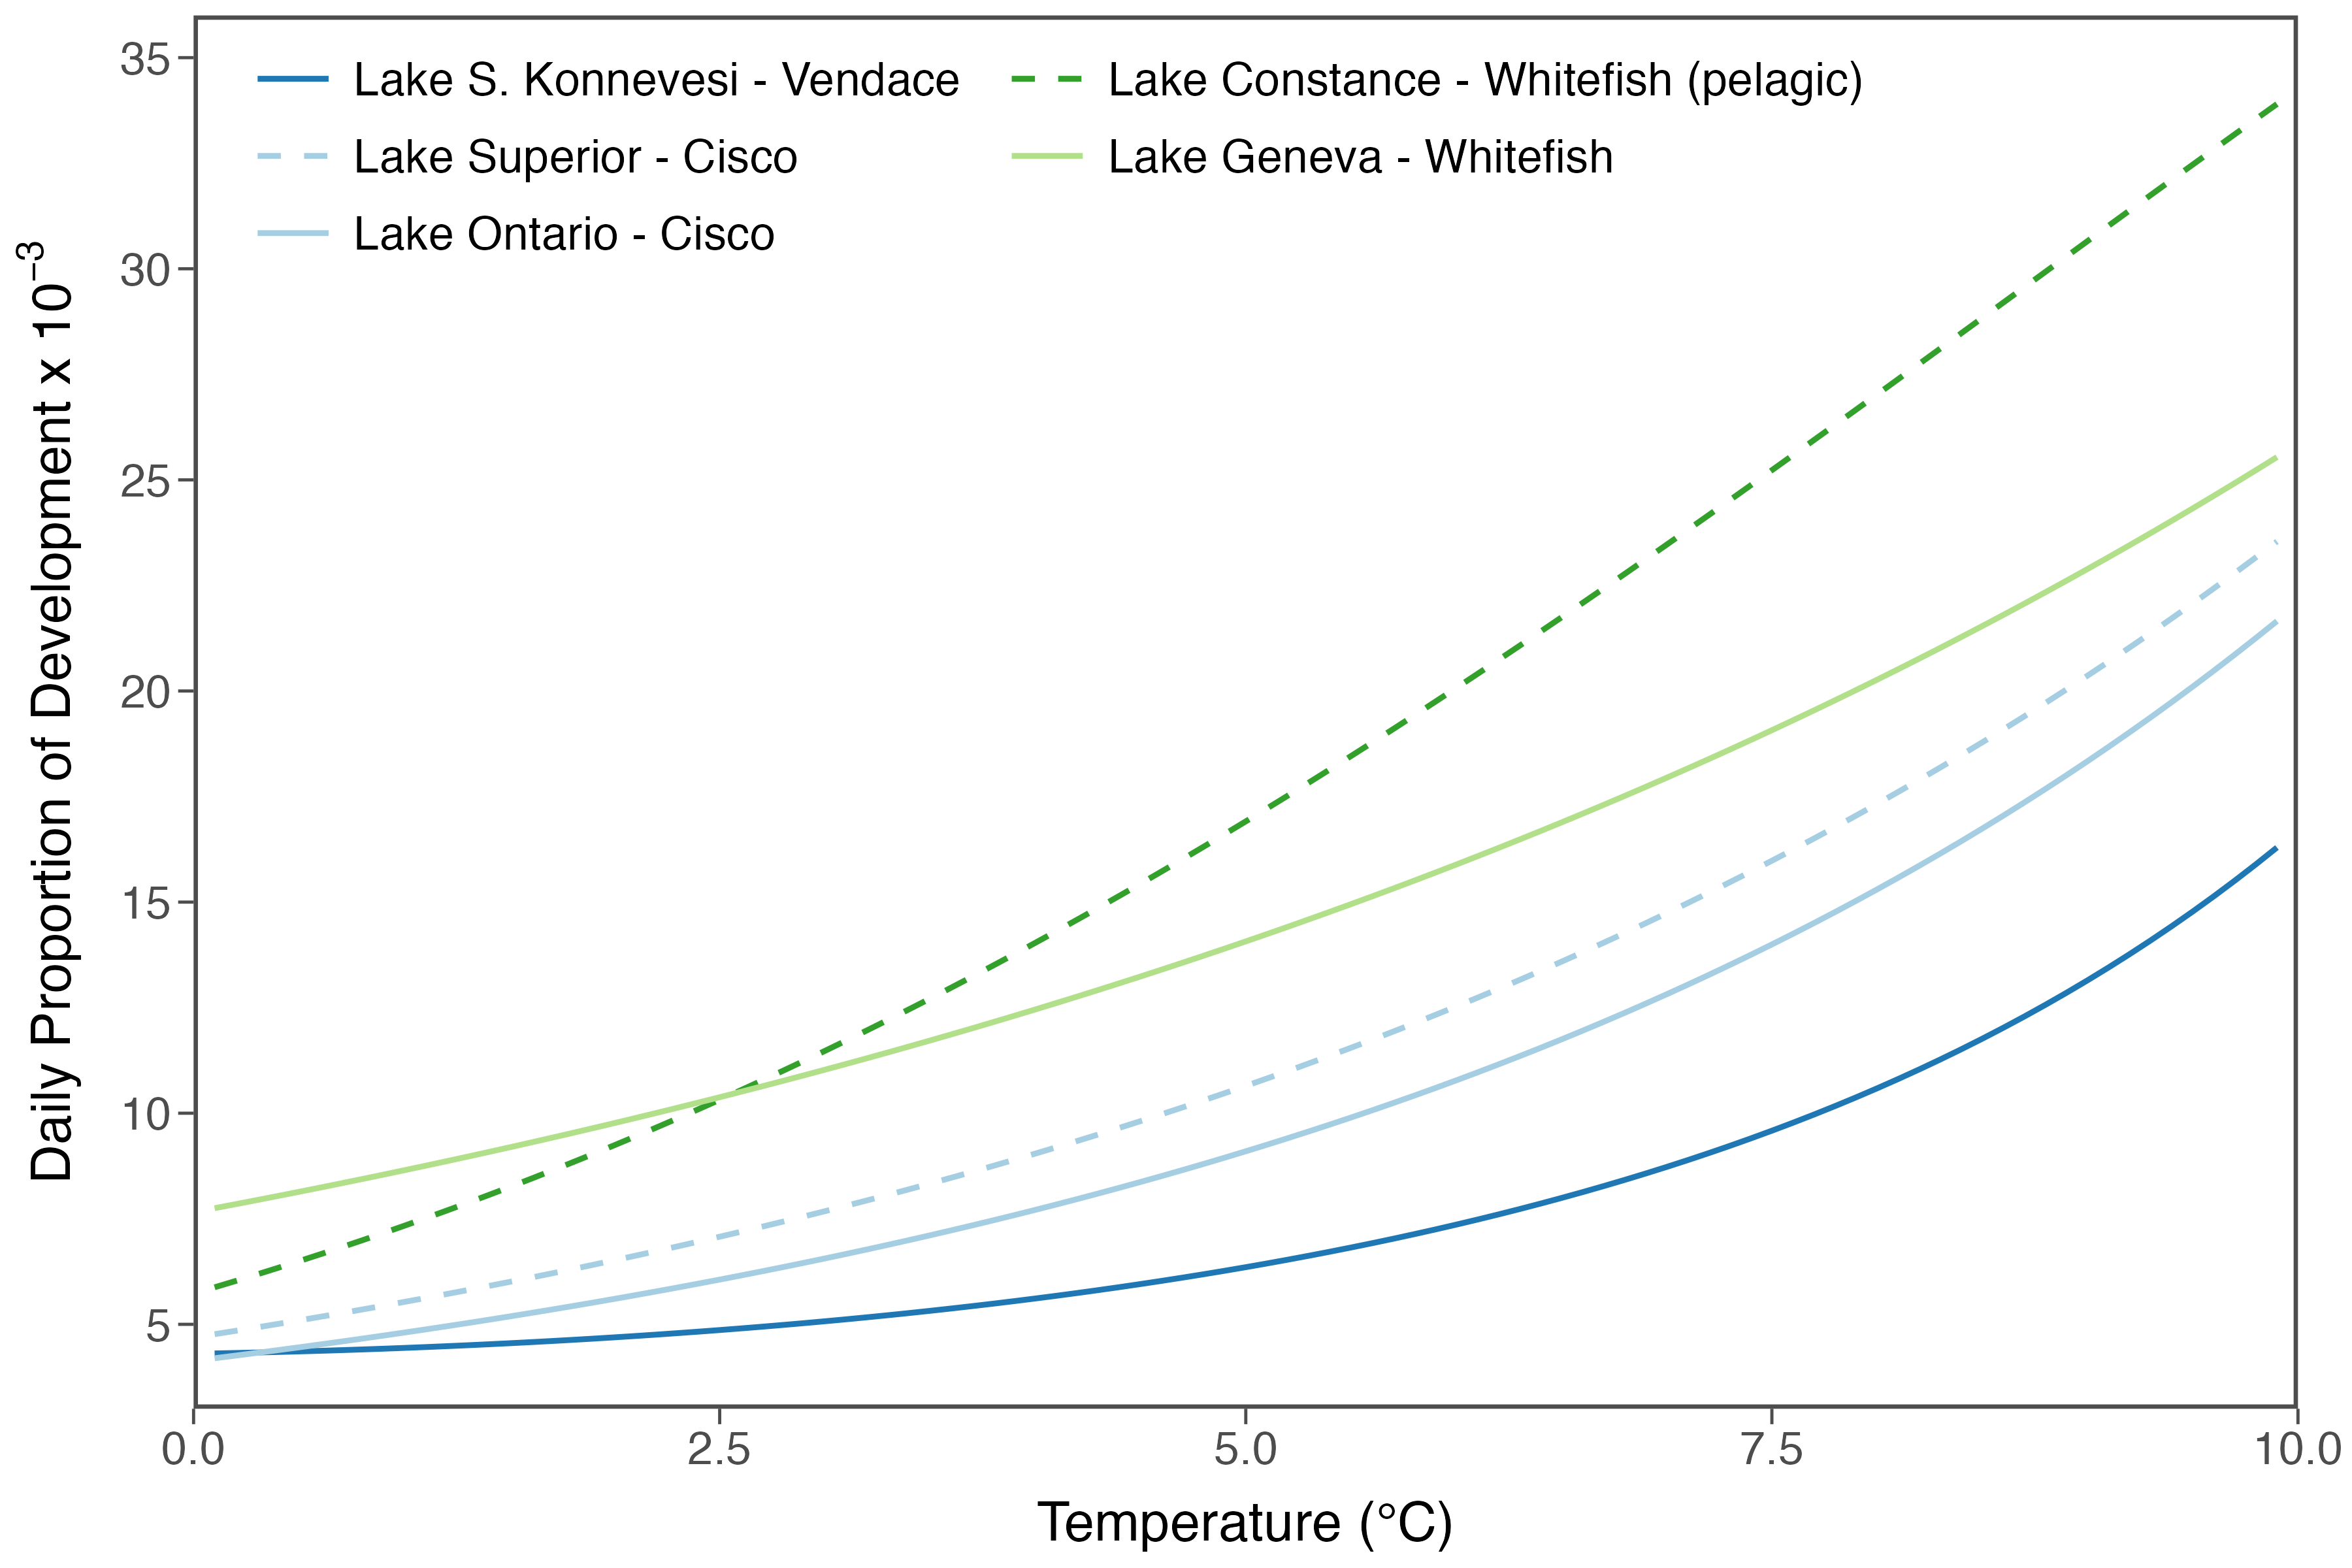 Lake S. Konnevesi - Vendace
Lake Superior - Cisco
Lake Ontario - Cisco
Lake Constance - Whitefish (pelagic)
Lake Geneva - Whitefish
Daily Proportion of Development x 10⁻³
35
30
25
20
15
10
5
0.0
2.5
5.0
7.5
10.0
Temperature (°C)